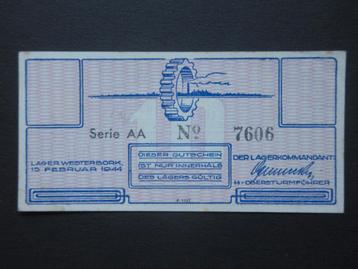 10
Serie AA No 7606
DIESER GUTSCHEIN
IST NUR INNERHALB
DES LAGERS GÜLTIG
LAGER WESTERBORK,
15 FEBRUAR 1944
DER LAGERKOMMANDANT:
OBERSTURMFÜHRER